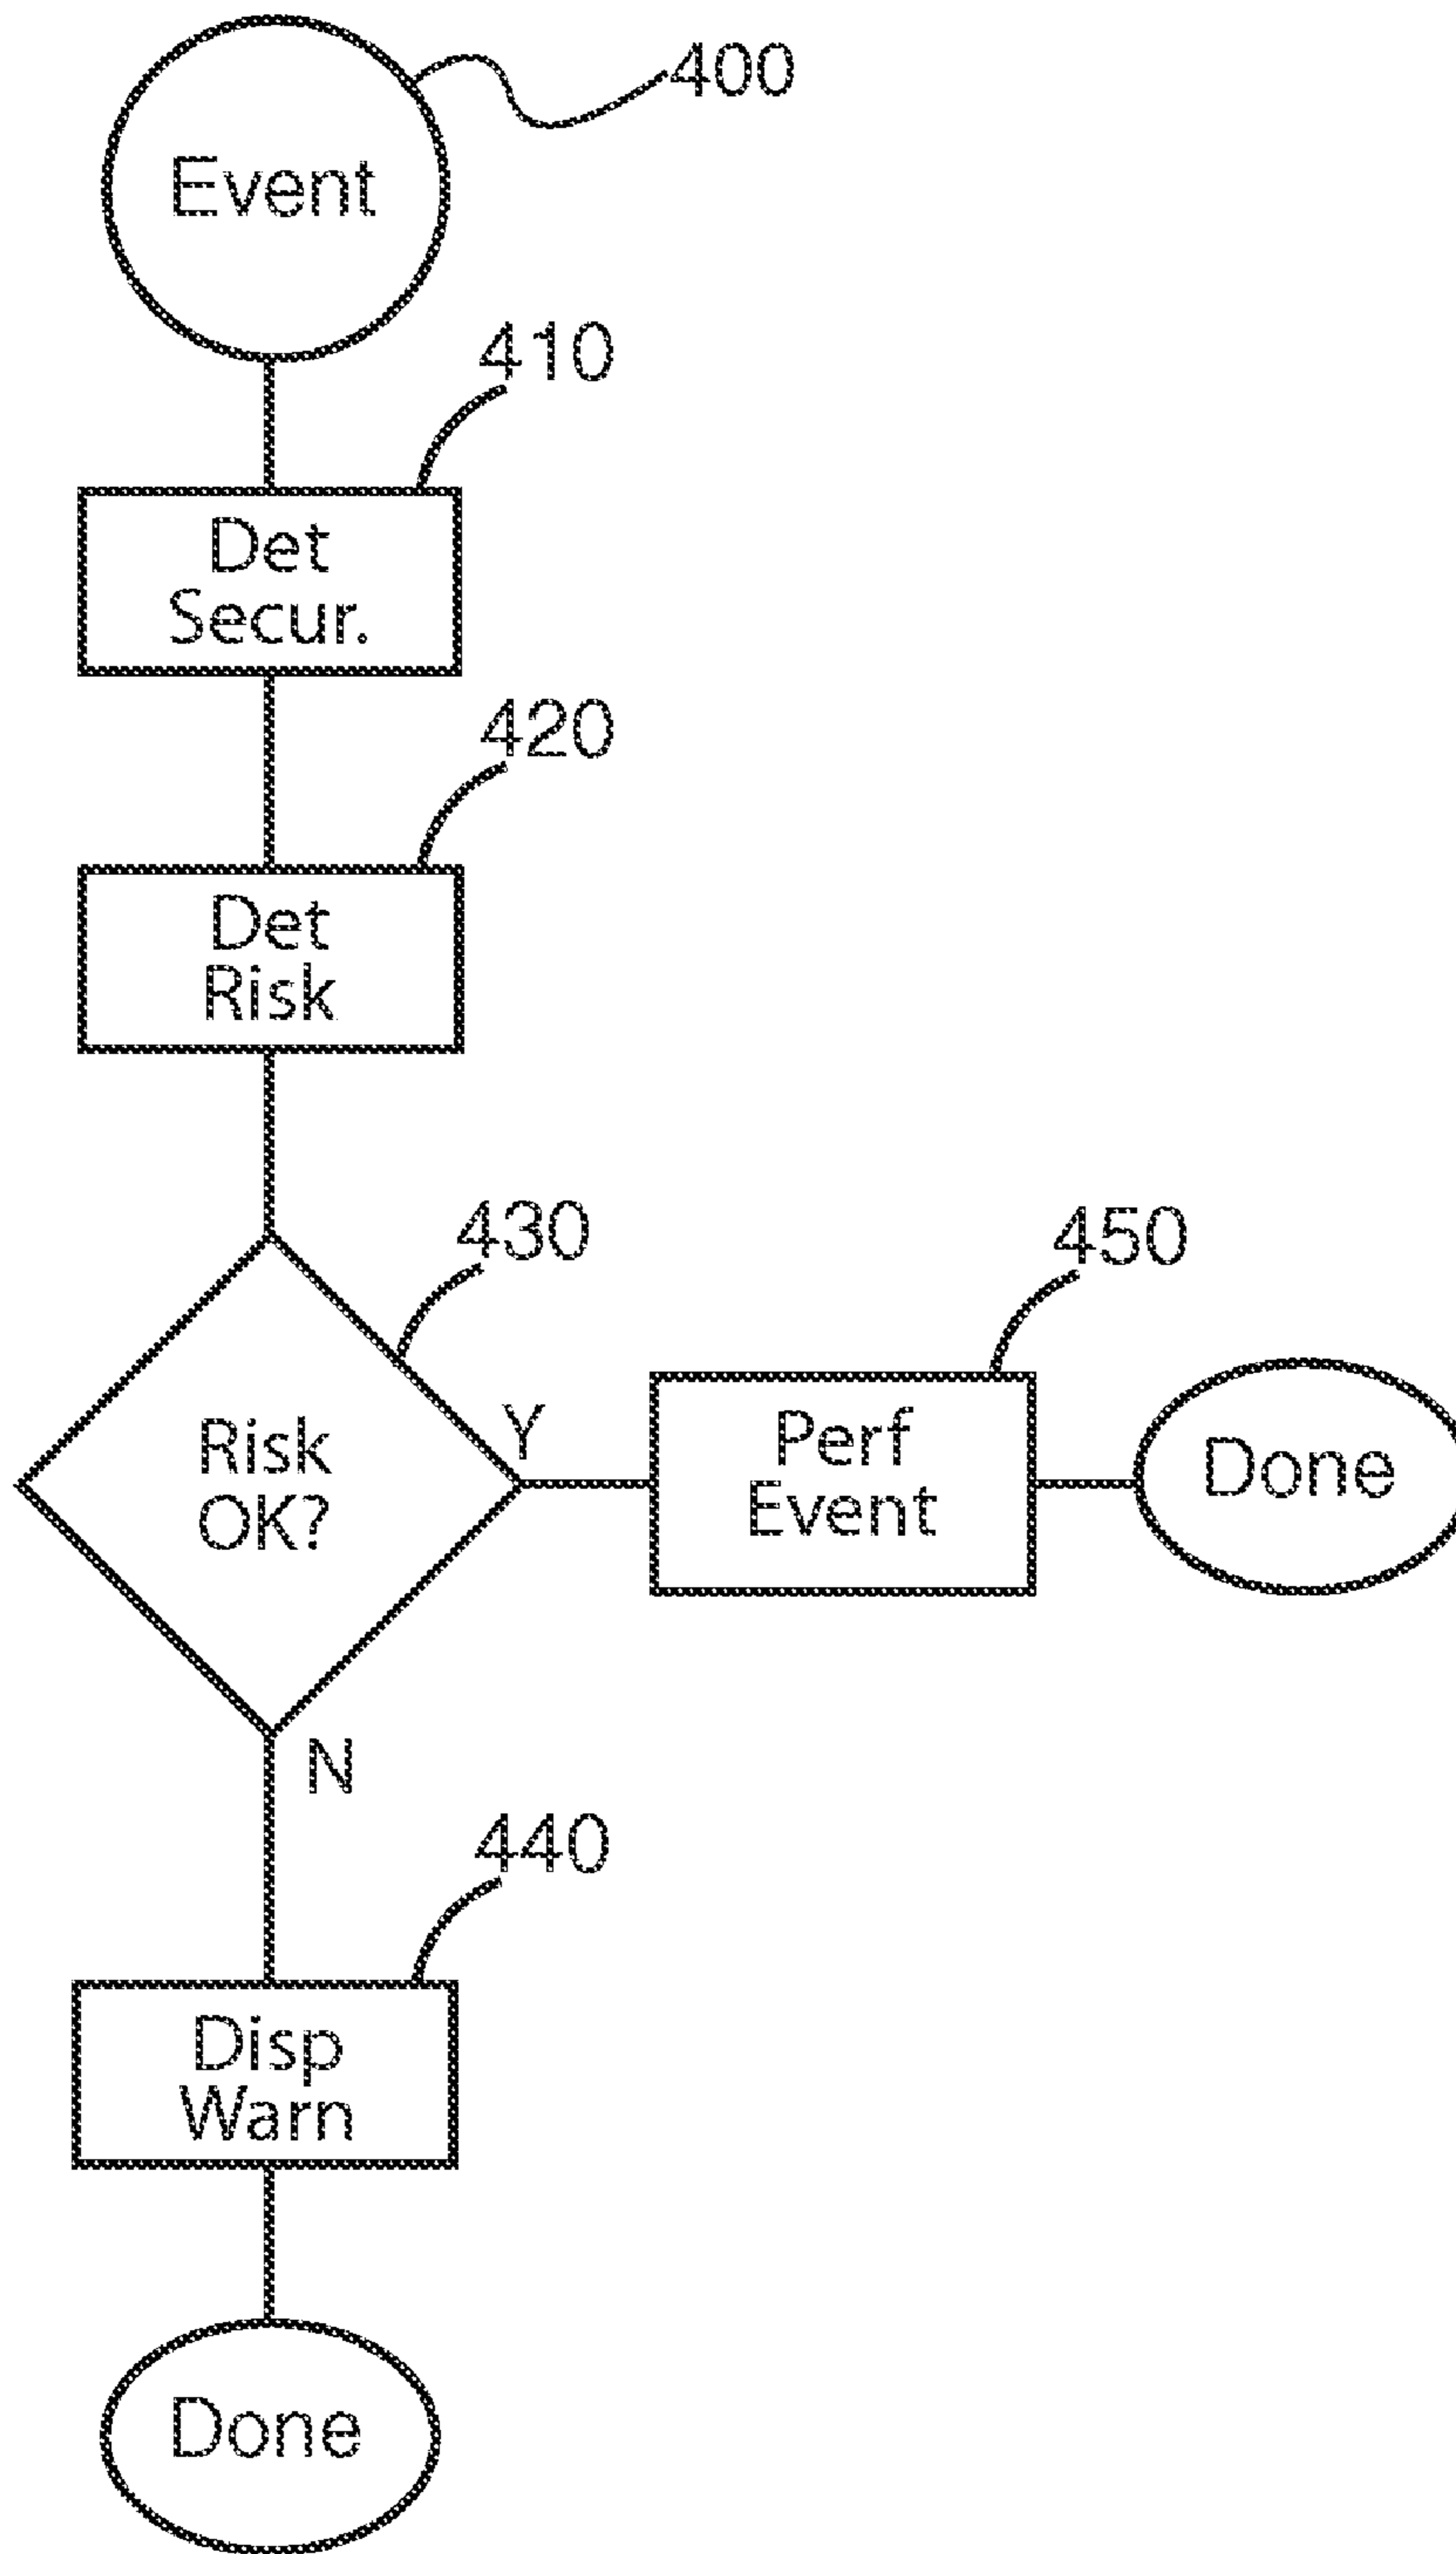 400
Event
410
Det
Secur.
420
Det
Risk
430
450
Risk
OK?
Y
Perf
Event
Done
N
440
Disp
Warn
Done